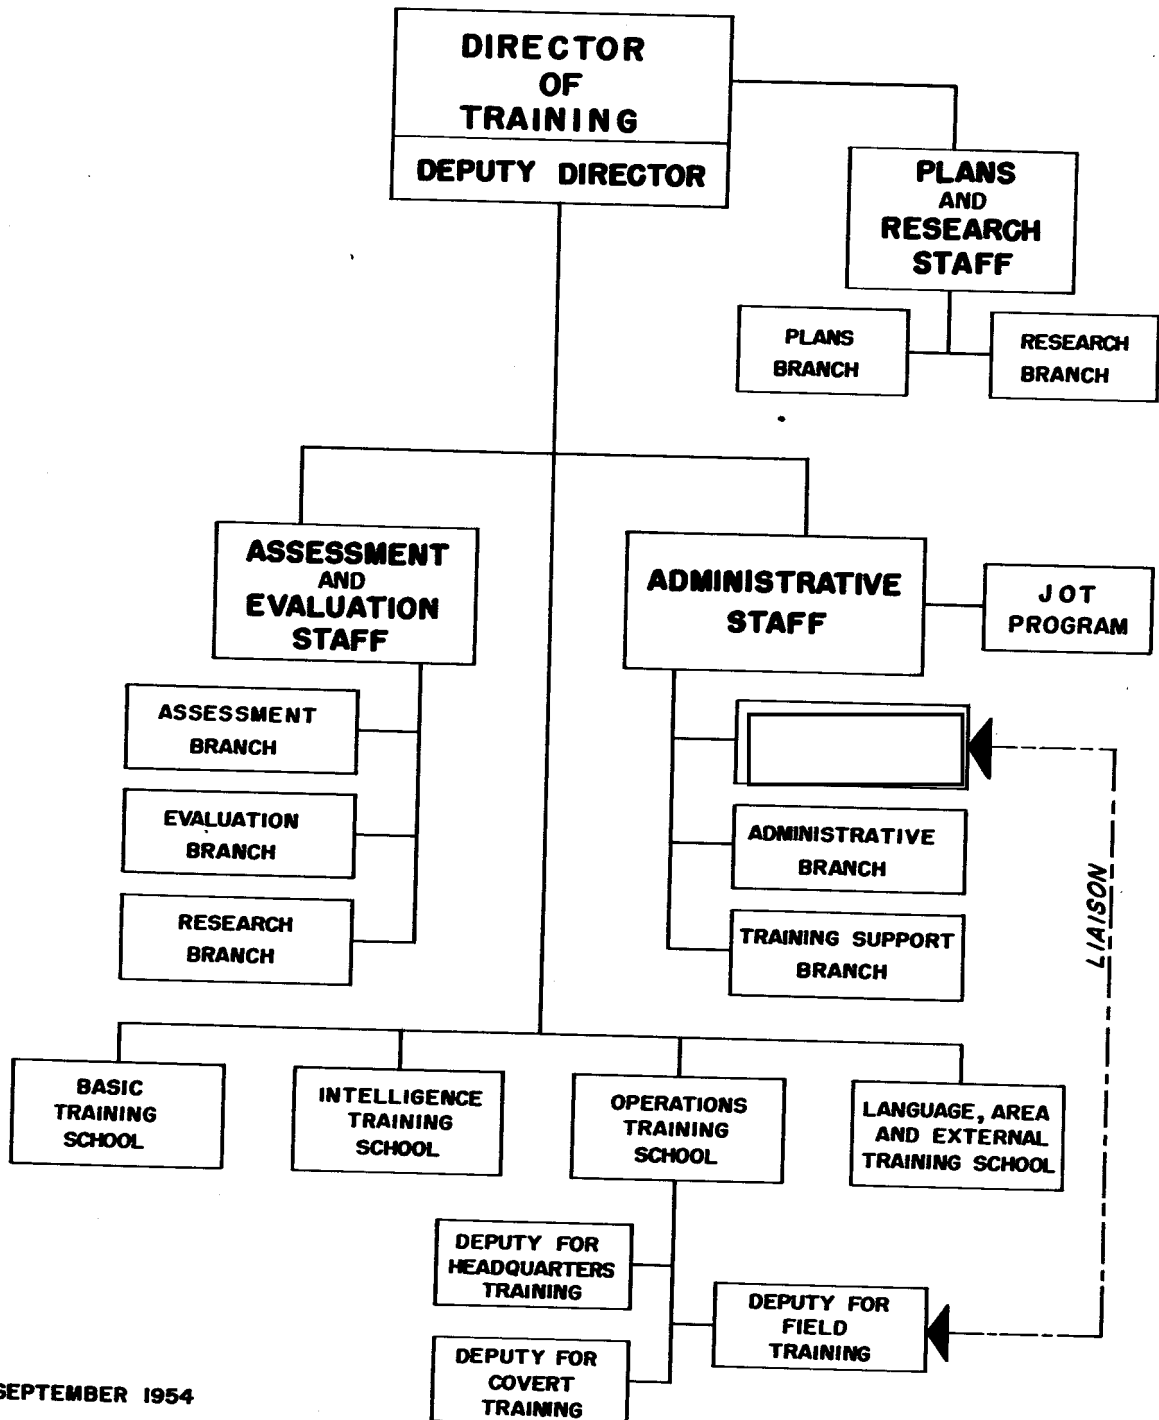 DIRECTOR
OF
TRAINING
DEPUTY DIRECTOR
PLANS
AND
RESEARCH
STAFF
PLANS
BRANCH
RESEARCH
BRANCH
ASSESSMENT
AND
EVALUATION
STAFF
ADMINISTRATIVE
STAFF
JOT
PROGRAM
ASSESSMENT
BRANCH
EVALUATION
BRANCH
RESEARCH
BRANCH
ADMINISTRATIVE
BRANCH
TRAINING SUPPORT
BRANCH
LIAISON
BASIC
TRAINING
SCHOOL
INTELLIGENCE
TRAINING
SCHOOL
OPERATIONS
TRAINING
SCHOOL
LANGUAGE, AREA
AND EXTERNAL
TRAINING SCHOOL
DEPUTY FOR
HEADQUARTERS
TRAINING
DEPUTY FOR
FIELD
TRAINING
DEPUTY FOR
COVERT
TRAINING
SEPTEMBER 1954